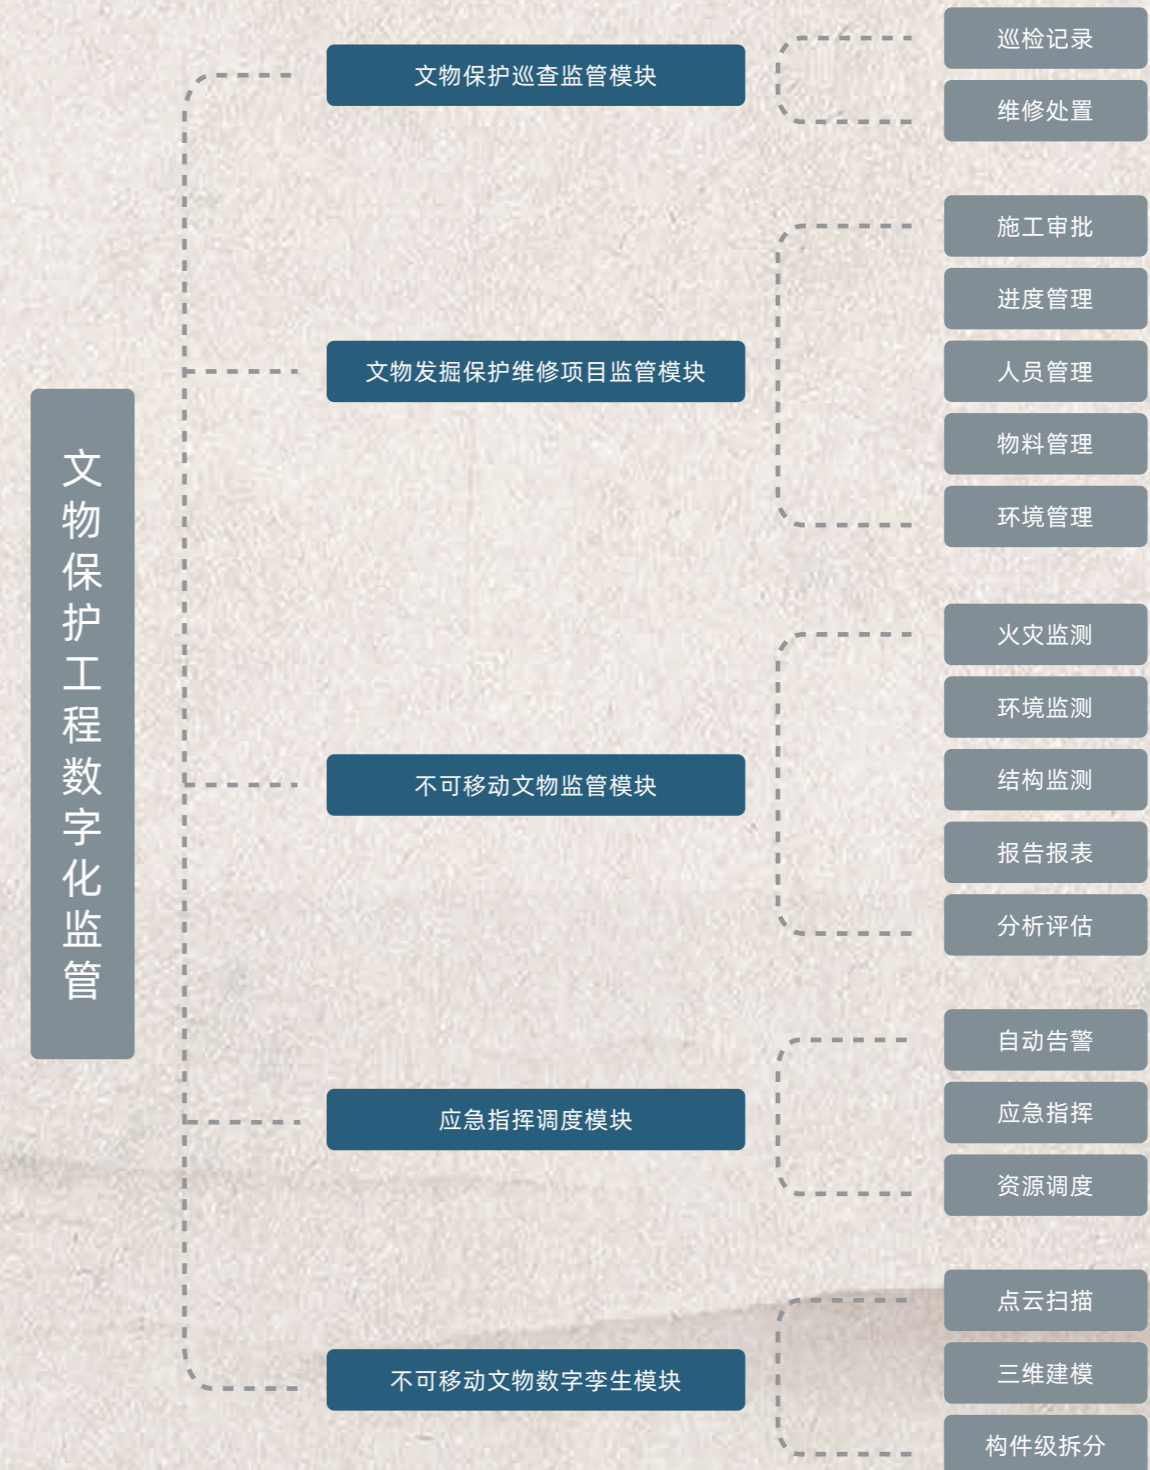 文物保护工程数字化监管
文物保护巡查监管模块
巡检记录
维修处置
文物发掘保护维修项目监管模块
施工审批
进度管理
人员管理
物料管理
环境管理
不可移动文物监管模块
火灾监测
环境监测
结构监测
报告报表
分析评估
应急指挥调度模块
自动告警
应急指挥
资源调度
不可移动文物数字孪生模块
点云扫描
三维建模
构件级拆分